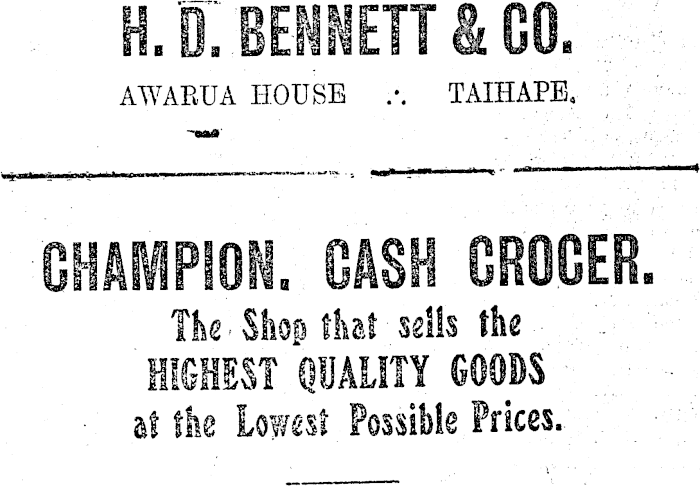 H. D. BENNETT & CO.
AWARUA HOUSE ∴ TAIHAPE.
CHAMPION. CASH GROCER.
The Shop that sells the
HIGHEST QUALITY GOODS
at the Lowest Possible Prices.